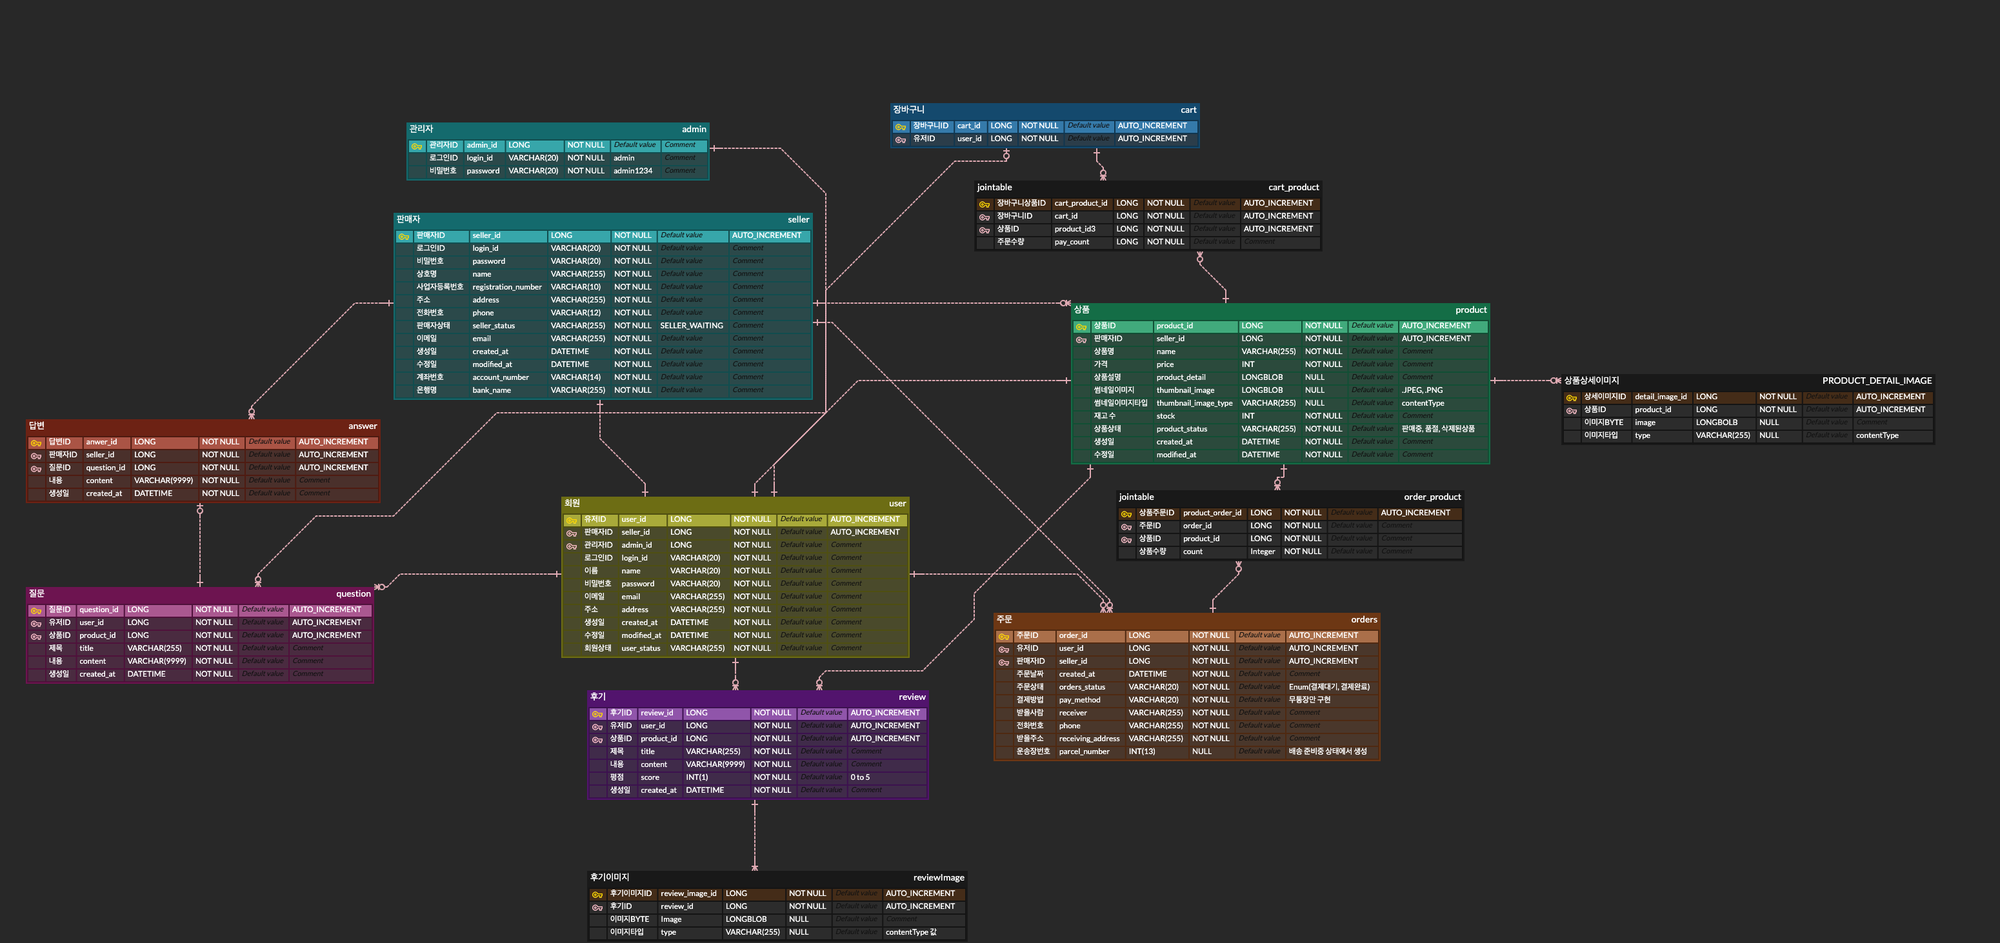 관리자 admin
관리자ID admin_id LONG NOT NULL Default value Comment
로그인ID login_id VARCHAR(20) NOT NULL admin Comment
비밀번호 password VARCHAR(20) NOT NULL admin1234 Comment
판매자 seller
판매자ID seller_id LONG NOT NULL Default value AUTO_INCREMENT
로그인ID login_id VARCHAR(20) NOT NULL Default value Comment
비밀번호 password VARCHAR(20) NOT NULL Default value Comment
상호명 name VARCHAR(255) NOT NULL Default value Comment
사업자등록번호 registration_number VARCHAR(10) NOT NULL Default value Comment
주소 address VARCHAR(255) NOT NULL Default value Comment
전화번호 phone VARCHAR(12) NOT NULL Default value Comment
판매자상태 seller_status VARCHAR(255) NOT NULL SELLER_WAITING Comment
이메일 email VARCHAR(255) NOT NULL Default value Comment
생성일 created_at DATETIME NOT NULL Default value Comment
수정일 modified_at DATETIME NOT NULL Default value Comment
계좌번호 account_number VARCHAR(14) NOT NULL Default value Comment
은행명 bank_name VARCHAR(255) NOT NULL Default value Comment
장바구니 cart
장바구니ID cart_id LONG NOT NULL Default value AUTO_INCREMENT
유저ID user_id LONG NOT NULL Default value AUTO_INCREMENT
jointable cart_product
장바구니상품ID cart_product_id LONG NOT NULL Default value AUTO_INCREMENT
장바구니ID cart_id LONG NOT NULL Default value AUTO_INCREMENT
상품ID product_id3 LONG NOT NULL Default value AUTO_INCREMENT
주문수량 pay_count LONG NOT NULL Default value Comment
상품 product
상품ID product_id LONG NOT NULL Default value AUTO_INCREMENT
판매자ID seller_id LONG NOT NULL Default value AUTO_INCREMENT
상품명 name VARCHAR(255) NOT NULL Default value Comment
가격 price INT NOT NULL Default value Comment
상품설명 product_detail LONGBLOB NULL Default value Comment
썸네일이미지 thumbnail_image LONGBLOB NULL Default value .JPEG, .PNG
썸네일이미지타입 thumbnail_image_type VARCHAR(255) NULL Default value contentType
재고 수 stock INT NOT NULL Default value Comment
상품상태 product_status VARCHAR(255) NOT NULL Default value 판매중, 품절, 삭제된상품
생성일 created_at DATETIME NOT NULL Default value Comment
수정일 modified_at DATETIME NOT NULL Default value Comment
상품상세이미지 PRODUCT_DETAIL_IMAGE
상세이미지ID detail_image_id LONG NOT NULL Default value AUTO_INCREMENT
상품ID product_id LONG NOT NULL Default value AUTO_INCREMENT
이미지BYTE image LONGBOLB NULL Default value Comment
이미지타입 type VARCHAR(255) NULL Default value contentType
답변 answer
답변ID anwer_id LONG NOT NULL Default value AUTO_INCREMENT
판매자ID seller_id LONG NOT NULL Default value AUTO_INCREMENT
질문ID question_id LONG NOT NULL Default value AUTO_INCREMENT
내용 content VARCHAR(9999) NOT NULL Default value Comment
생성일 created_at DATETIME NOT NULL Default value Comment
회원 user
유저ID user_id LONG NOT NULL Default value AUTO_INCREMENT
판매자ID seller_id LONG NOT NULL Default value AUTO_INCREMENT
관리자ID admin_id LONG NOT NULL Default value Comment
로그인ID login_id VARCHAR(20) NOT NULL Default value Comment
이름 name VARCHAR(20) NOT NULL Default value Comment
비밀번호 password VARCHAR(20) NOT NULL Default value Comment
이메일 email VARCHAR(255) NOT NULL Default value Comment
주소 address VARCHAR(255) NOT NULL Default value Comment
생성일 created_at DATETIME NOT NULL Default value Comment
수정일 modified_at DATETIME NOT NULL Default value Comment
회원상태 user_status VARCHAR(255) NOT NULL Default value Comment
jointable order_product
상품주문ID product_order_id LONG NOT NULL Default value AUTO_INCREMENT
주문ID order_id LONG NOT NULL Default value Comment
상품ID product_id LONG NOT NULL Default value Comment
상품수량 count Integer NOT NULL Default value Comment
질문 question
질문ID question_id LONG NOT NULL Default value AUTO_INCREMENT
유저ID user_id LONG NOT NULL Default value AUTO_INCREMENT
상품ID product_id LONG NOT NULL Default value AUTO_INCREMENT
제목 title VARCHAR(255) NOT NULL Default value Comment
내용 content VARCHAR(9999) NOT NULL Default value Comment
생성일 created_at DATETIME NOT NULL Default value Comment
주문 orders
주문ID order_id LONG NOT NULL Default value AUTO_INCREMENT
유저ID user_id LONG NOT NULL Default value AUTO_INCREMENT
판매자ID seller_id LONG NOT NULL Default value AUTO_INCREMENT
주문날짜 created_at DATETIME NOT NULL Default value Comment
주문상태 orders_status VARCHAR(20) NOT NULL Default value Enum(결제대기, 결제완료)
결제방법 pay_method VARCHAR(20) NOT NULL Default value 무통장만 구현
받을사람 receiver VARCHAR(255) NOT NULL Default value Comment
전화번호 phone VARCHAR(255) NOT NULL Default value Comment
받을주소 receiving_address VARCHAR(255) NOT NULL Default value Comment
운송장번호 parcel_number INT(13) NULL Default value 배송 준비중 상태에서 생성
후기 review
후기ID review_id LONG NOT NULL Default value AUTO_INCREMENT
유저ID user_id LONG NOT NULL Default value AUTO_INCREMENT
상품ID product_id LONG NOT NULL Default value AUTO_INCREMENT
제목 title VARCHAR(255) NOT NULL Default value Comment
내용 content VARCHAR(9999) NOT NULL Default value Comment
평점 score INT(1) NOT NULL Default value 0 to 5
생성일 created_at DATETIME NOT NULL Default value Comment
후기이미지 reviewImage
후기이미지ID review_image_id LONG NOT NULL Default value AUTO_INCREMENT
후기ID review_id LONG NOT NULL Default value AUTO_INCREMENT
이미지BYTE Image LONGBLOB NULL Default value Comment
이미지타입 type VARCHAR(255) NULL Default value contentType 값